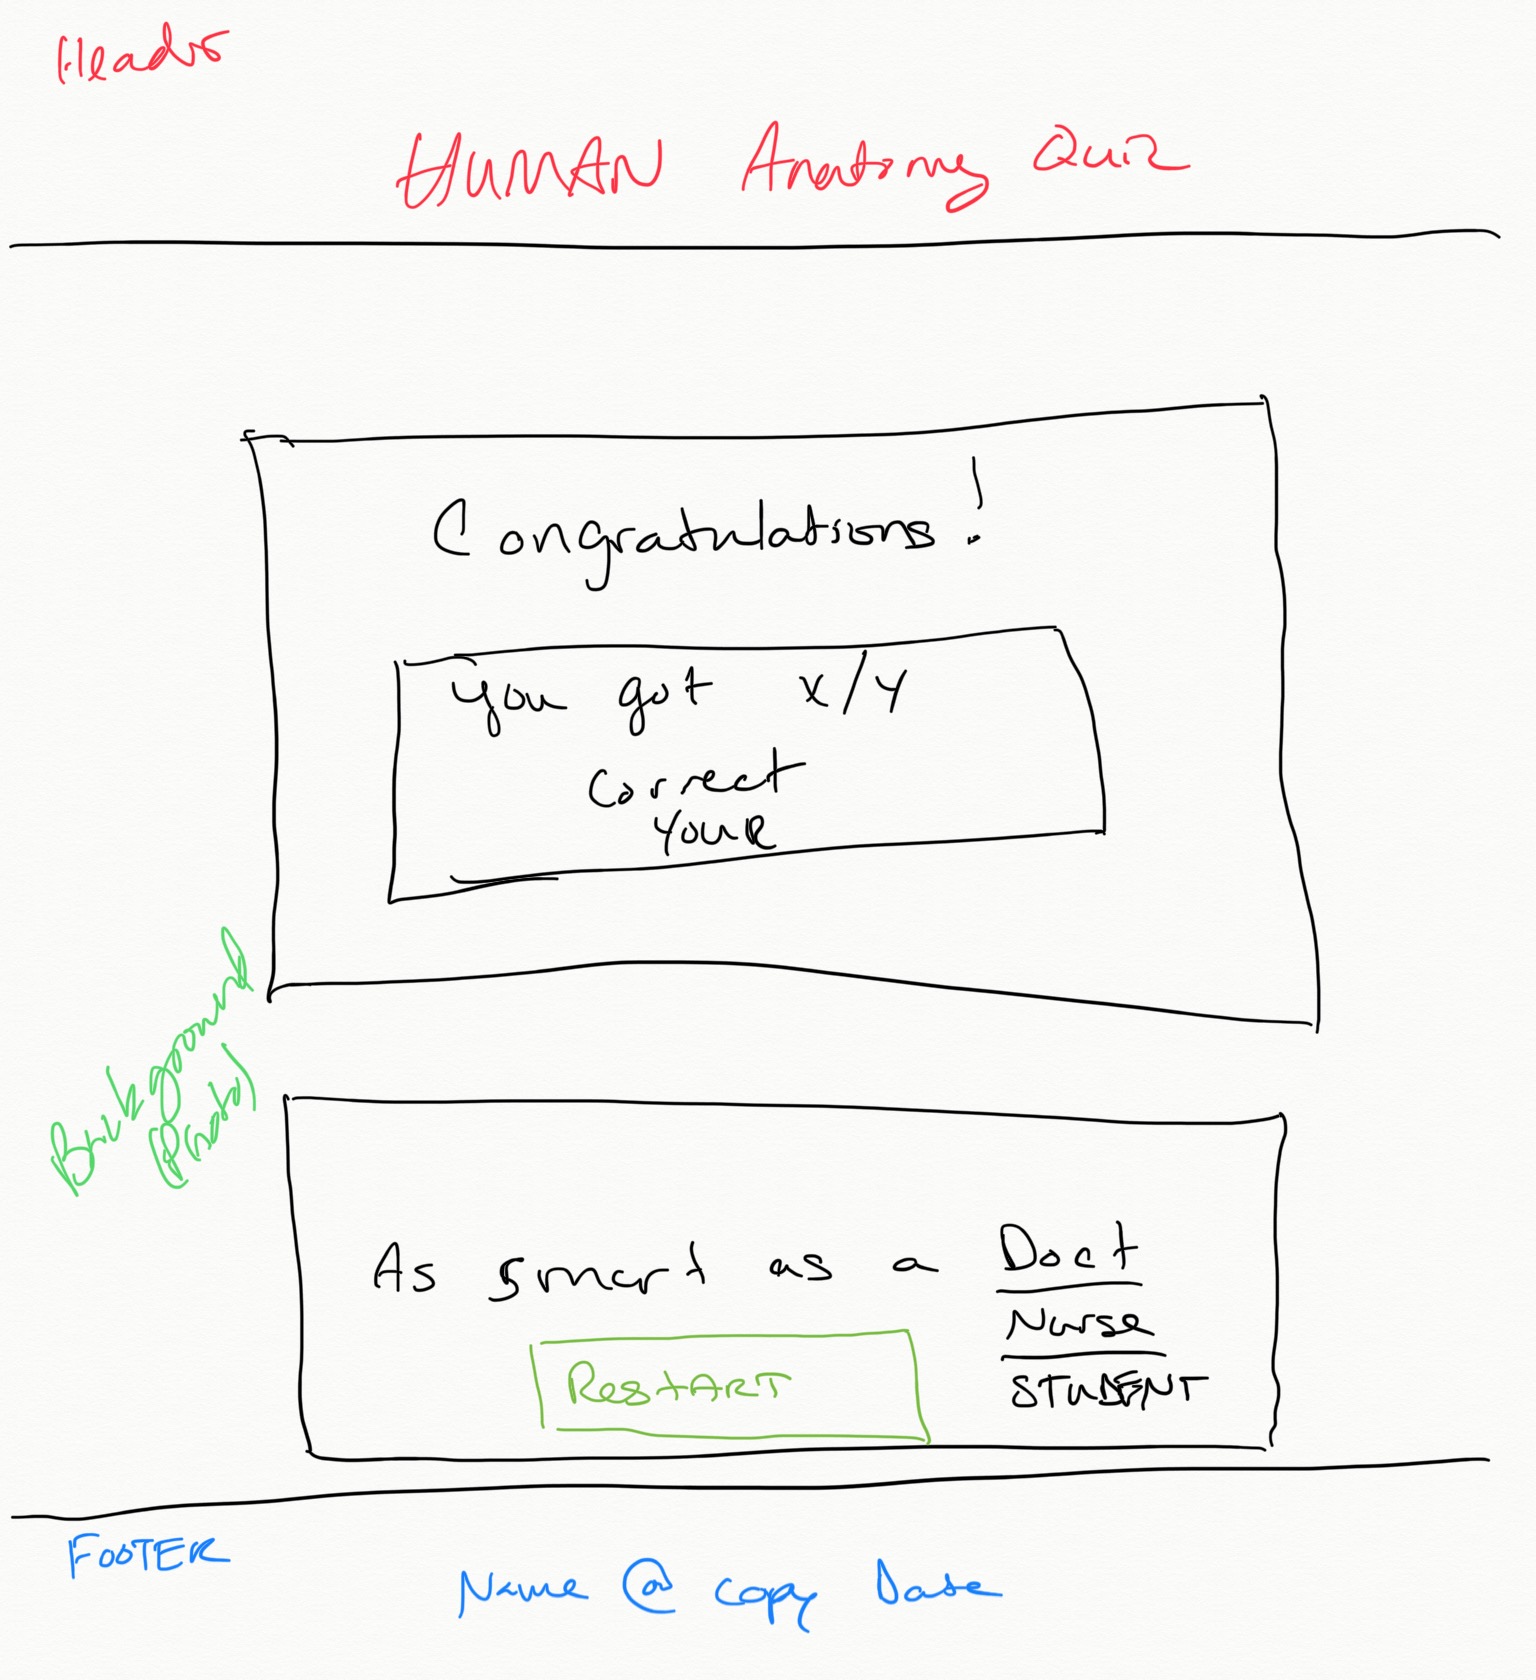 Header
HUMAN Anatomy Quiz
Congratulations!
You got x/y
correct
Your
Background
(Photo)
As smart as a Doct
Nurse
STUDENT
RestART
FOOTER
Name @ copy Date